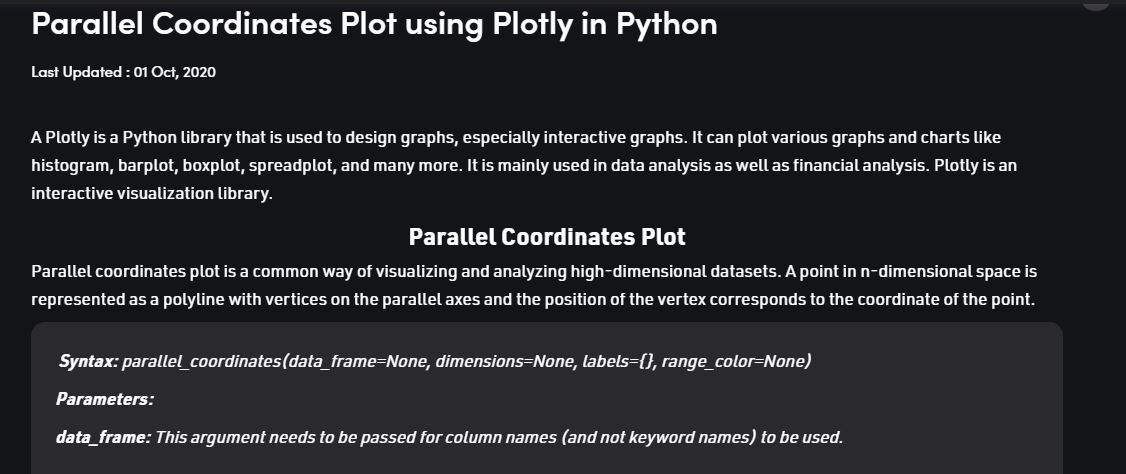 Parallel Coordinates Plot using Plotly in Python
Last Updated : 01 Oct, 2020
A Plotly is a Python library that is used to design graphs, especially interactive graphs. It can plot various graphs and charts like
histogram, barplot, boxplot, spreadplot, and many more. It is mainly used in data analysis as well as financial analysis. Plotly is an
interactive visualization library.
Parallel Coordinates Plot
Parallel coordinates plot is a common way of visualizing and analyzing high-dimensional datasets. A point in n-dimensional space is
represented as a polyline with vertices on the parallel axes and the position of the vertex corresponds to the coordinate of the point.
Syntax: parallel_coordinates(data_frame=None, dimensions=None, labels={}, range_color=None)
Parameters:
data_frame: This argument needs to be passed for column names (and not keyword names) to be used.